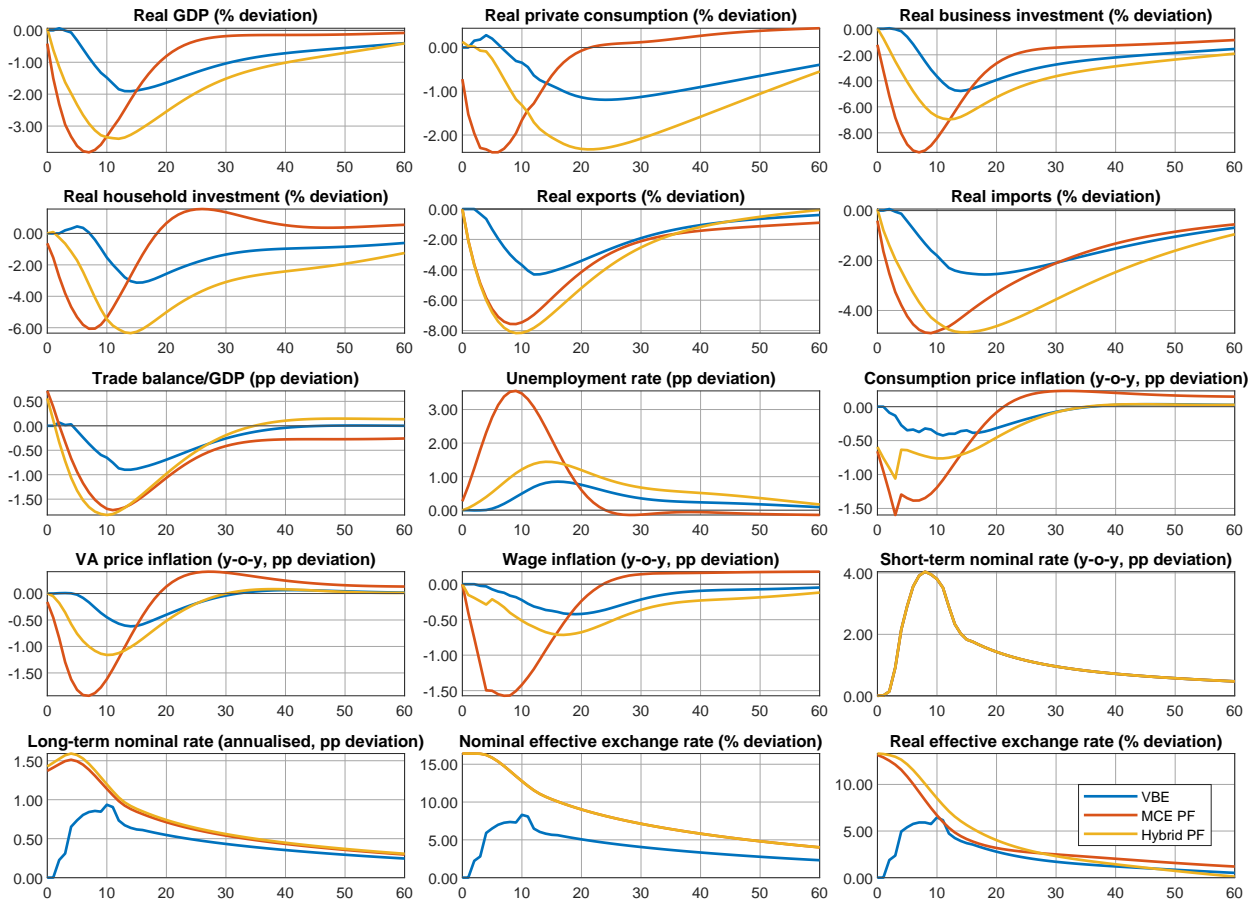 Real GDP (% deviation)
0.00
-1.00
-2.00
-3.00
0 10 20 30 40 50 60
Real private consumption (% deviation)
0.00
-1.00
-2.00
0 10 20 30 40 50 60
Real business investment (% deviation)
0.00
-2.00
-4.00
-6.00
-8.00
0 10 20 30 40 50 60
Real household investment (% deviation)
0.00
-2.00
-4.00
-6.00
0 10 20 30 40 50 60
Real exports (% deviation)
0.00
-2.00
-4.00
-6.00
-8.00
0 10 20 30 40 50 60
Real imports (% deviation)
0.00
-2.00
-4.00
0 10 20 30 40 50 60
Trade balance/GDP (pp deviation)
0.50
0.00
-0.50
-1.00
-1.50
0 10 20 30 40 50 60
Unemployment rate (pp deviation)
3.00
2.00
1.00
0.00
0 10 20 30 40 50 60
Consumption price inflation (y-o-y, pp deviation)
0.00
-0.50
-1.00
-1.50
0 10 20 30 40 50 60
VA price inflation (y-o-y, pp deviation)
0.00
-0.50
-1.00
-1.50
0 10 20 30 40 50 60
Wage inflation (y-o-y, pp deviation)
0.00
-0.50
-1.00
-1.50
0 10 20 30 40 50 60
Short-term nominal rate (y-o-y, pp deviation)
4.00
2.00
0.00
0 10 20 30 40 50 60
Long-term nominal rate (annualised, pp deviation)
1.50
1.00
0.50
0.00
0 10 20 30 40 50 60
Nominal effective exchange rate (% deviation)
15.00
10.00
5.00
0.00
0 10 20 30 40 50 60
Real effective exchange rate (% deviation)
10.00
5.00
0.00
0 10 20 30 40 50 60
VBE
MCE PF
Hybrid PF